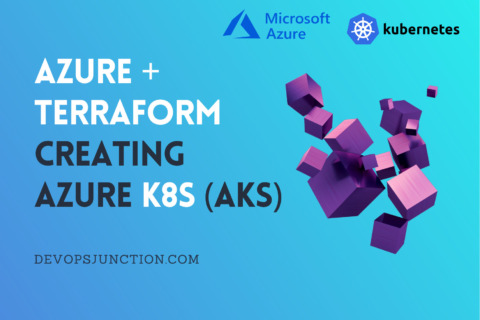 Microsoft
Azure
kubernetes
AZURE +
TERRAFORM
CREATING
AZURE K8S (AKS)
DEVOPSJUNCTION.COM